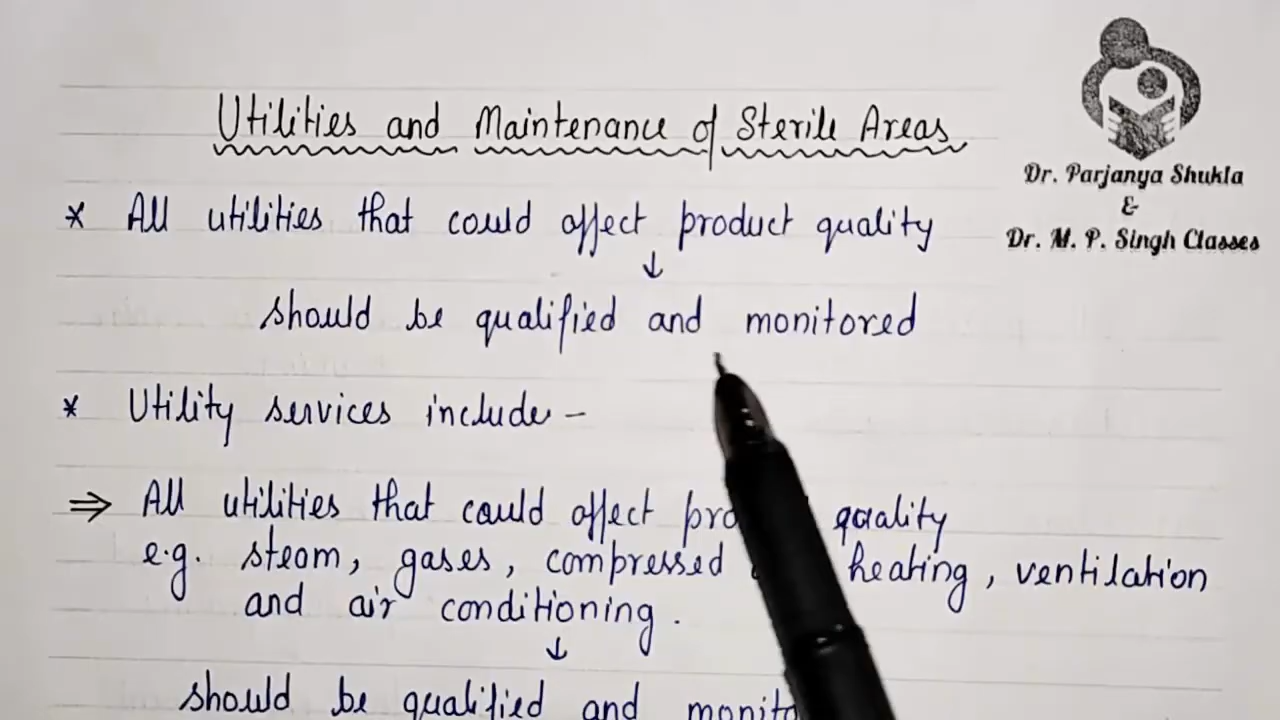 Utilities and Maintenance of Sterile Areas
Dr. Parjanya Shukla
&
Dr. M. P. Singh Classes
* All utilities that could affect product quality
↓
should be qualified and monitored
* Utility services include -
⇒ All utilities that could affect quality
e.g. steam, gases, compressed heating, ventilation
and air conditioning.
↓
should be qualified and